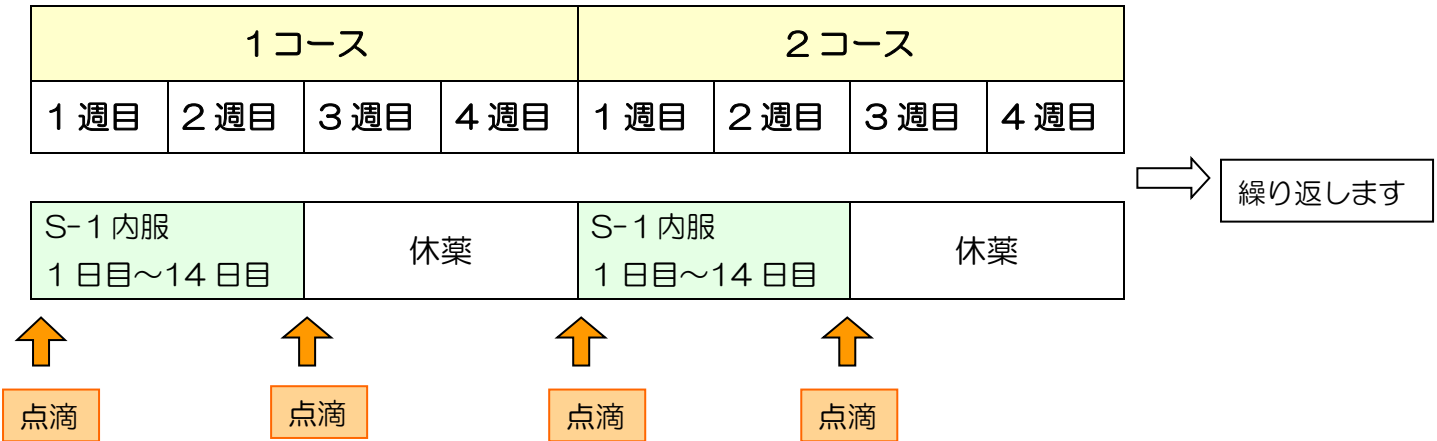 1コース 2コース
1週目 2週目 3週目 4週目 1週目 2週目 3週目 4週目
繰り返します
S-1内服
1日目～14日目
休薬
S-1内服
1日目～14日目
休薬
点滴 点滴 点滴 点滴